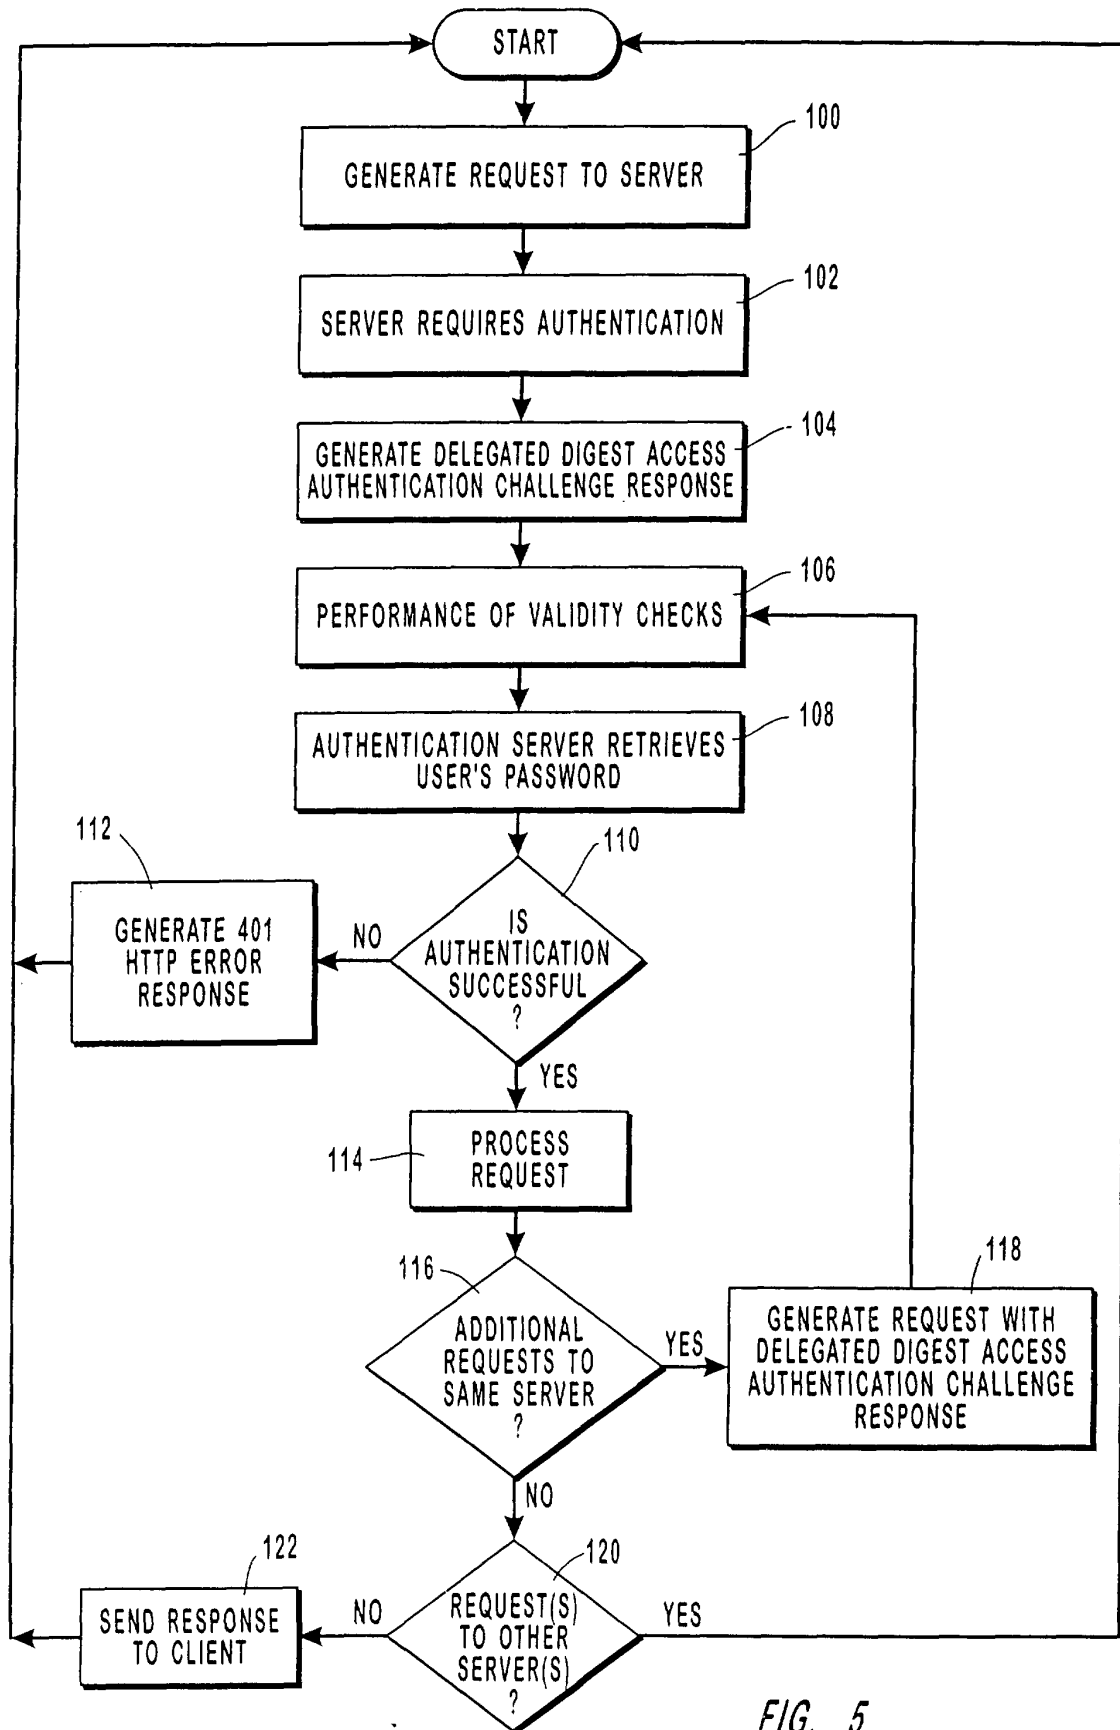 START
100
GENERATE REQUEST TO SERVER
102
SERVER REQUIRES AUTHENTICATION
104
GENERATE DELEGATED DIGEST ACCESS
AUTHENTICATION CHALLENGE RESPONSE
106
PERFORMANCE OF VALIDITY CHECKS
108
AUTHENTICATION SERVER RETRIEVES
USER'S PASSWORD
110
IS
AUTHENTICATION
SUCCESSFUL
?
NO
112
GENERATE 401
HTTP ERROR
RESPONSE
YES
114
PROCESS
REQUEST
116
ADDITIONAL
REQUESTS TO
SAME SERVER
?
YES
118
GENERATE REQUEST WITH
DELEGATED DIGEST ACCESS
AUTHENTICATION CHALLENGE
RESPONSE
NO
120
REQUEST(S)
TO OTHER
SERVER(S)
?
YES
NO
122
SEND RESPONSE
TO CLIENT
FIG. 5